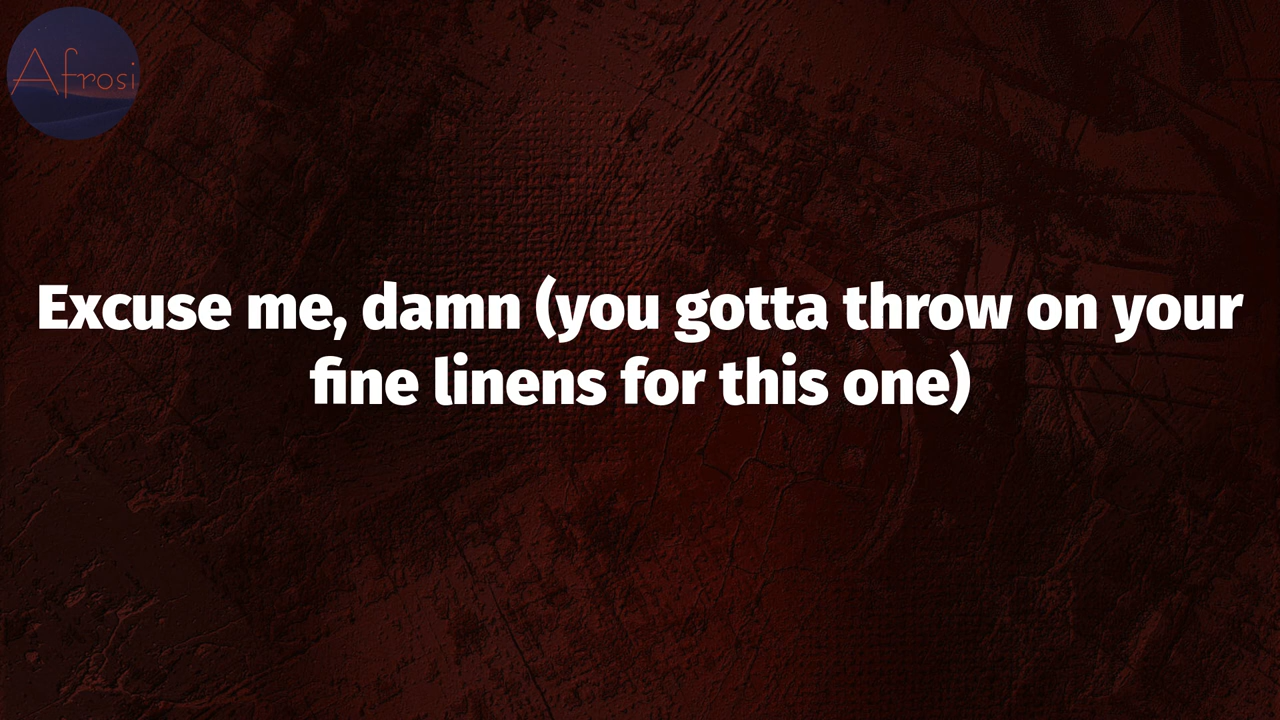 Afrosi
Excuse me, damn (you gotta throw on your
fine linens for this one)